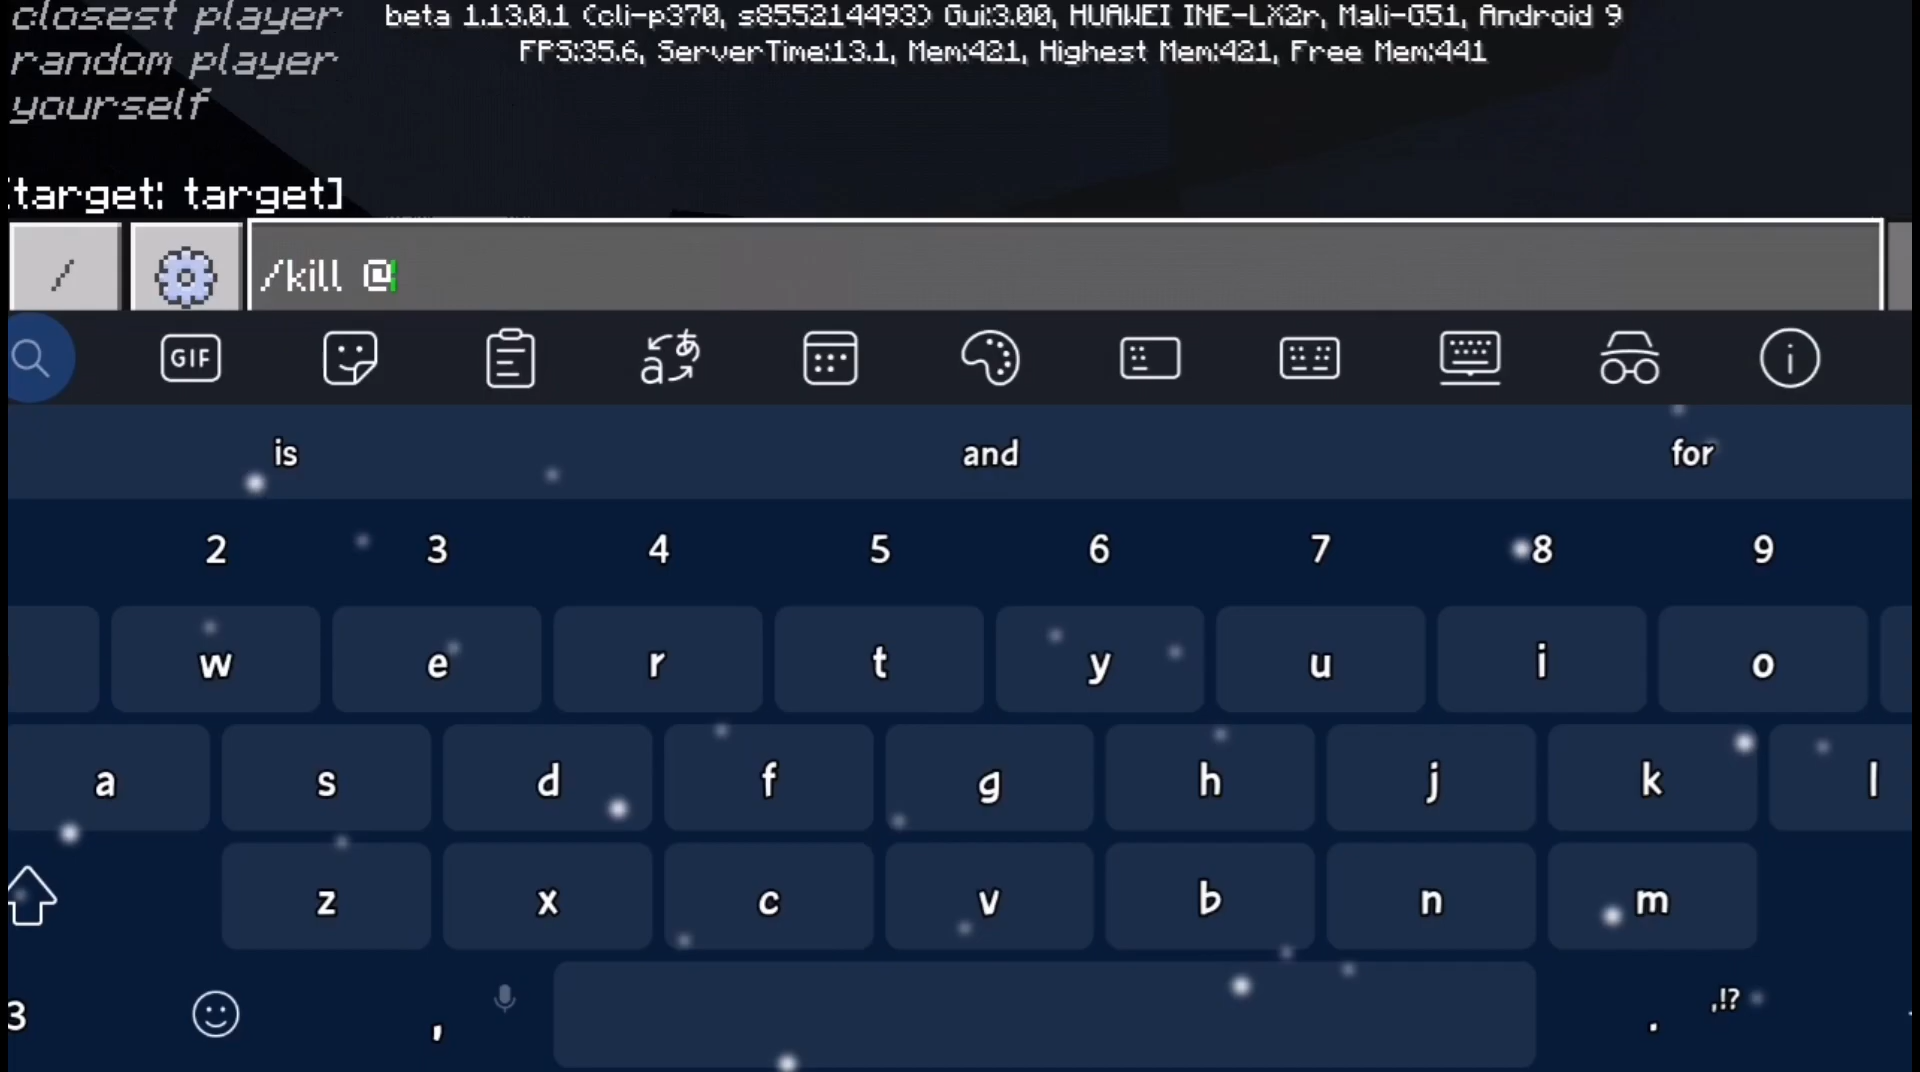 closest player
random player
yourself
beta 1.13.0.1 (cli-p370, s855214493) Gui:3.00, HUAWEI INE-LX2r, Mali-G51, Android 9
FPS:35.6, ServerTime:13.1, Mem:421, Highest Mem:421, Free Mem:441
[target: target]
/
/kill @
GIF
aあ
is and for
2 3 4 5 6 7 8 9
w e r t y u i o
a s d f g h j k l
z x c v b n m
3 , . ,!?